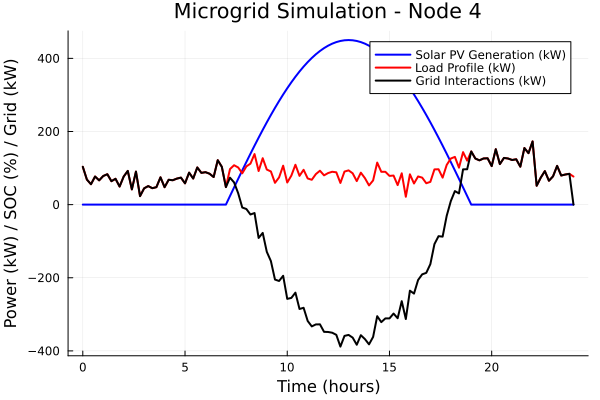 Microgrid Simulation - Node 4
Power (kW) / SOC (%) / Grid (kW)
400
200
0
−200
−400
Solar PV Generation (kW)
Load Profile (kW)
Grid Interactions (kW)
0 5 10 15 20
Time (hours)